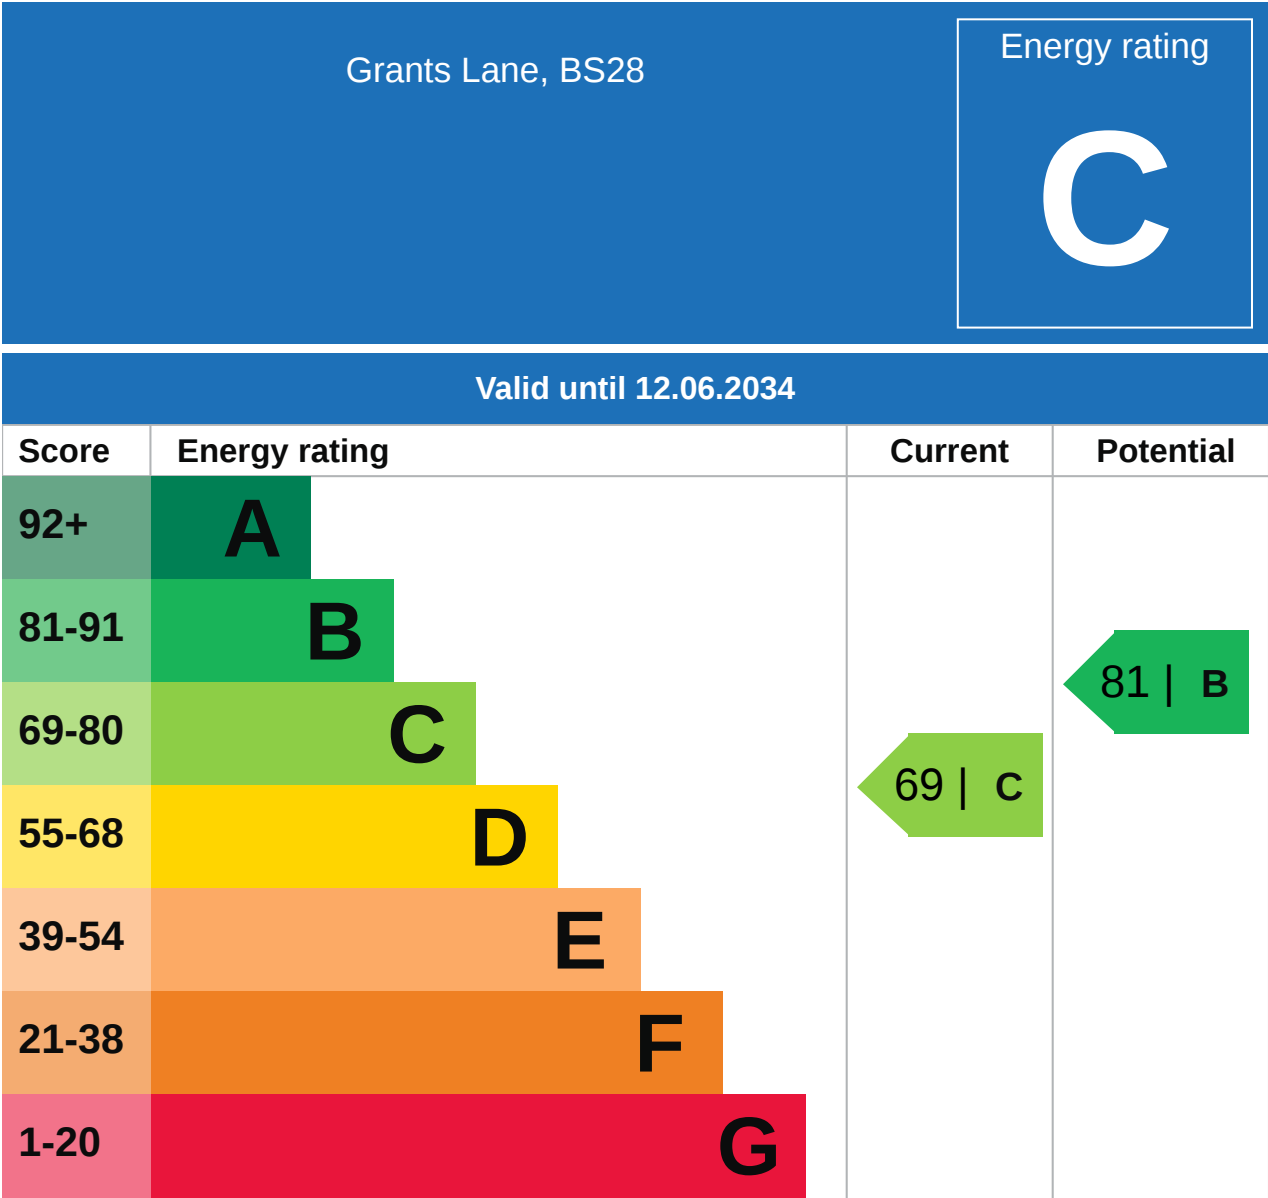 Grants Lane, BS28
Energy rating
C
Valid until 12.06.2034
Score Energy rating Current Potential
92+ A
81-91 B
81 | B
69-80 C
69 | C
55-68 D
39-54 E
21-38 F
1-20 G